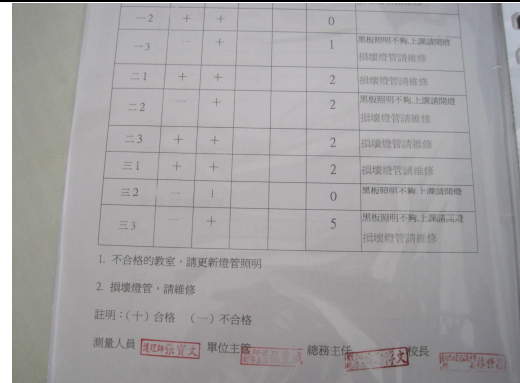 一2 + + 0
一3 — + 1 黑板照明不夠.上課請開燈
損壞燈管請維修
二1 + + 2 損壞燈管請維修
二2 — + 2 黑板照明不夠.上課請開燈
損壞燈管請維修
二3 + + 2 損壞燈管請維修
三1 + + 2 損壞燈管請維修
三2 — + 0 黑板照明不夠.上課請開燈
三3 — + 5 黑板照明不夠.上課請開燈
損壞燈管請維修
1. 不合格的教室，請更新燈管照明
2. 損壞燈管，請維修
註明：(＋) 合格 (—) 不合格
測量人員 護理師 單位主管 總務主任 校長